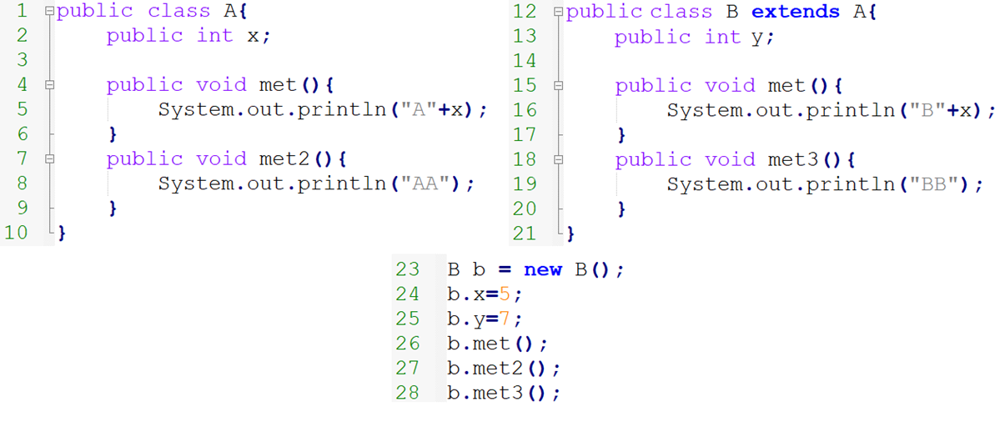 1 public class A{
2 public int x;
3
4 public void met(){
5 System.out.println("A"+x);
6 }
7 public void met2(){
8 System.out.println("AA");
9 }
10 }
12 public class B extends A{
13 public int y;
14
15 public void met(){
16 System.out.println("B"+x);
17 }
18 public void met3(){
19 System.out.println("BB");
20 }
21 }
23 B b = new B();
24 b.x=5;
25 b.y=7;
26 b.met();
27 b.met2();
28 b.met3();